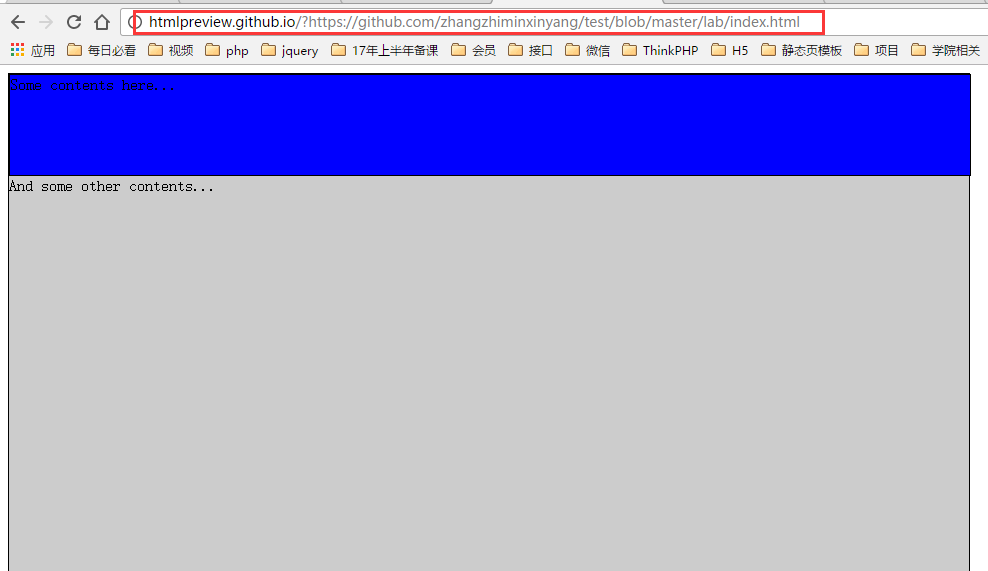 htmlpreview.github.io/?https://github.com/zhangzhiminxinyang/test/blob/master/lab/index.html
应用 每日必看 视频 php jquery 17年上半年备课 会员 接口 微信 ThinkPHP H5 静态页模板 项目 学院相关
Some contents here...
And some other contents...